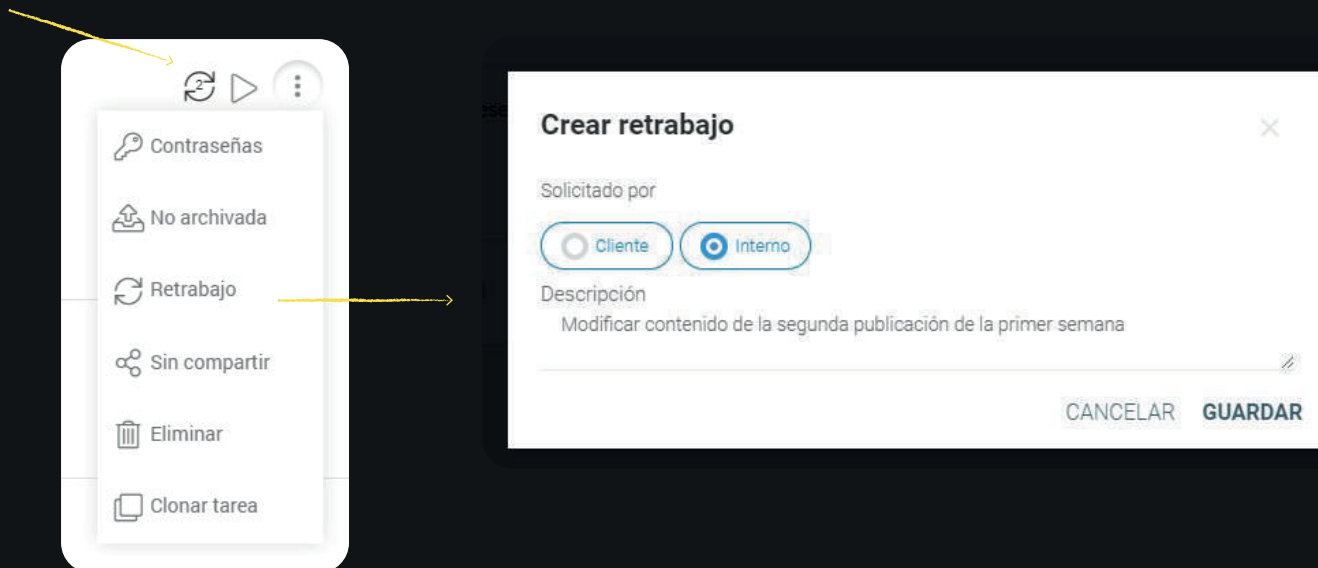 2
Contraseñas
No archivada
Retrabajo
Sin compartir
Eliminar
Clonar tarea
Crear retrabajo
Solicitado por
Cliente
Interno
Descripción
Modificar contenido de la segunda publicación de la primer semana
CANCELAR GUARDAR